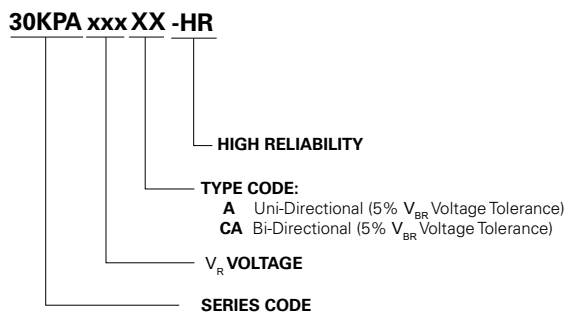 30KPA xxx XX -HR
HIGH RELIABILITY
TYPE CODE:
A Uni-Directional (5% VBR Voltage Tolerance)
CA Bi-Directional (5% VBR Voltage Tolerance)
VR VOLTAGE
SERIES CODE